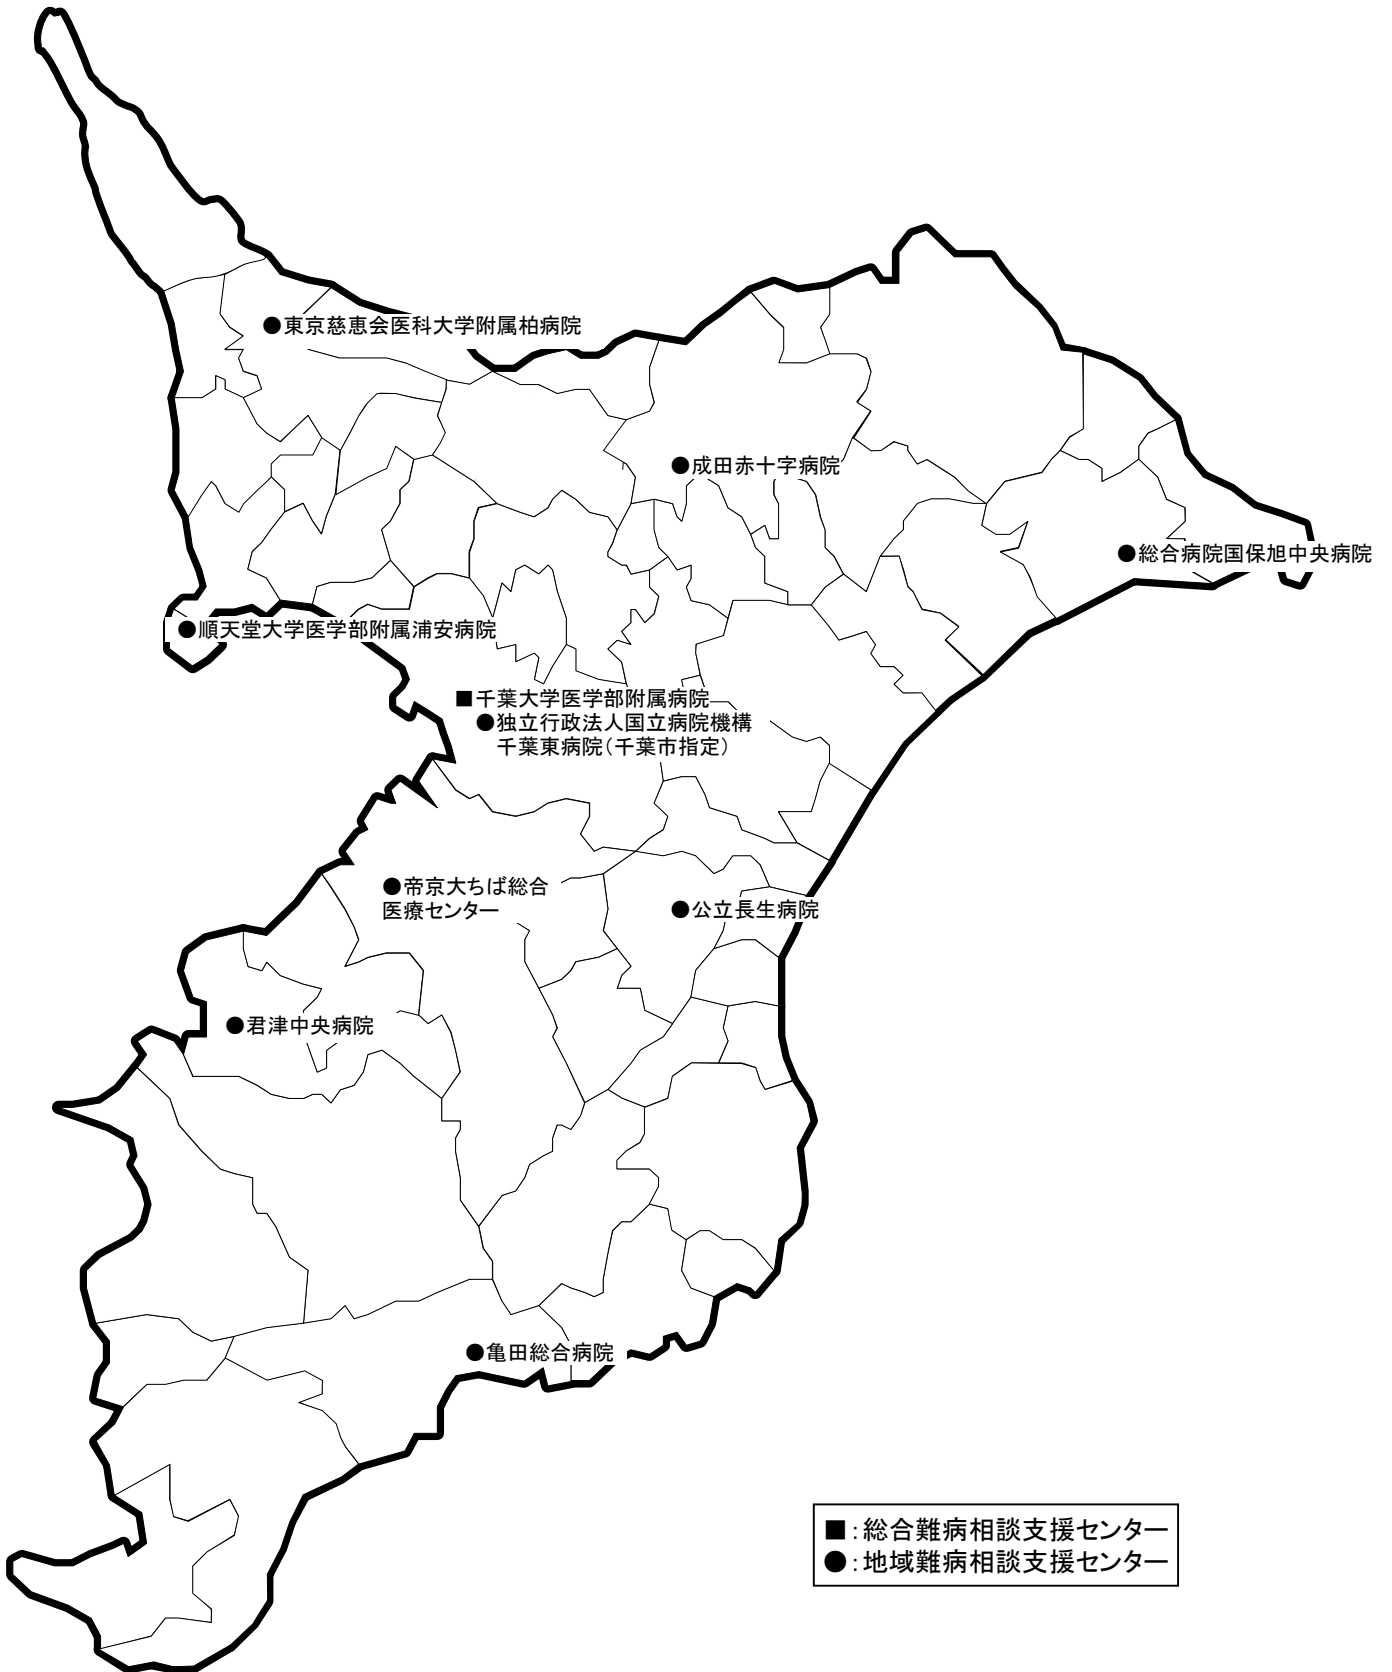 ●東京慈恵会医科大学附属柏病院
●成田赤十字病院
●総合病院国保旭中央病院
●順天堂大学医学部附属浦安病院
■千葉大学医学部附属病院
●独立行政法人国立病院機構
千葉東病院（千葉市指定）
●帝京大ちば総合
医療センター
●公立長生病院
●君津中央病院
●亀田総合病院
■：総合難病相談支援センター
●：地域難病相談支援センター